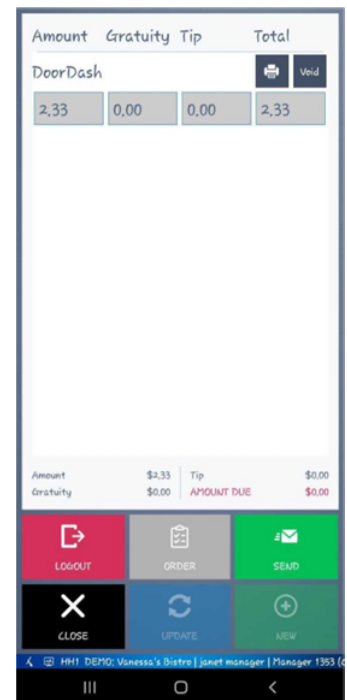 Amount Gratuity Tip Total
DoorDash Void
2.33 0.00 0.00 2.33
Amount $2.33 Tip $0.00
Gratuity $0.00 AMOUNT DUE $0.00
LOGOUT ORDER SEND
CLOSE UPDATE NEW
HH1 DEMO: Vanessa's Bistro | janet manager | Manager 1353